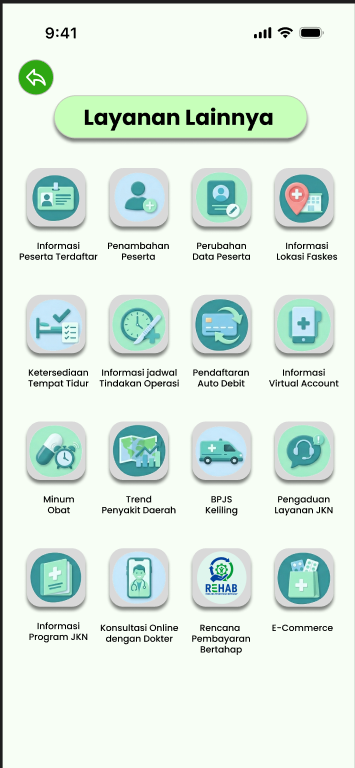 9:41
Layanan Lainnya
Informasi
Peserta Terdaftar
Penambahan
Peserta
Perubahan
Data Peserta
Informasi
Lokasi Faskes
Ketersediaan
Tempat Tidur
Informasi jadwal
Tindakan Operasi
Pendaftaran
Auto Debit
Informasi
Virtual Account
Minum
Obat
Trend
Penyakit Daerah
BPJS
Keliling
Pengaduan
Layanan JKN
REHAB
Informasi
Program JKN
Konsultasi Online
dengan Dokter
Rencana
Pembayaran
Bertahap
E-Commerce